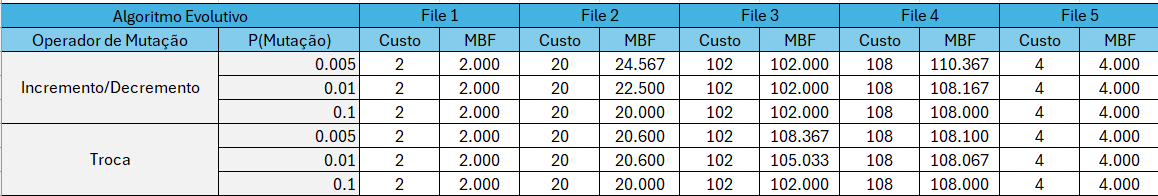 Algoritmo Evolutivo File 1 File 2 File 3 File 4 File 5
Operador de Mutação P(Mutação) Custo MBF Custo MBF Custo MBF Custo MBF Custo MBF
Incremento/Decremento 0.005 2 2.000 20 24.567 102 102.000 108 110.367 4 4.000
0.01 2 2.000 20 22.500 102 102.000 108 108.167 4 4.000
0.1 2 2.000 20 20.000 102 102.000 108 108.000 4 4.000
Troca 0.005 2 2.000 20 20.600 102 108.367 108 108.100 4 4.000
0.01 2 2.000 20 20.600 102 105.033 108 108.067 4 4.000
0.1 2 2.000 20 20.000 102 102.000 108 108.000 4 4.000